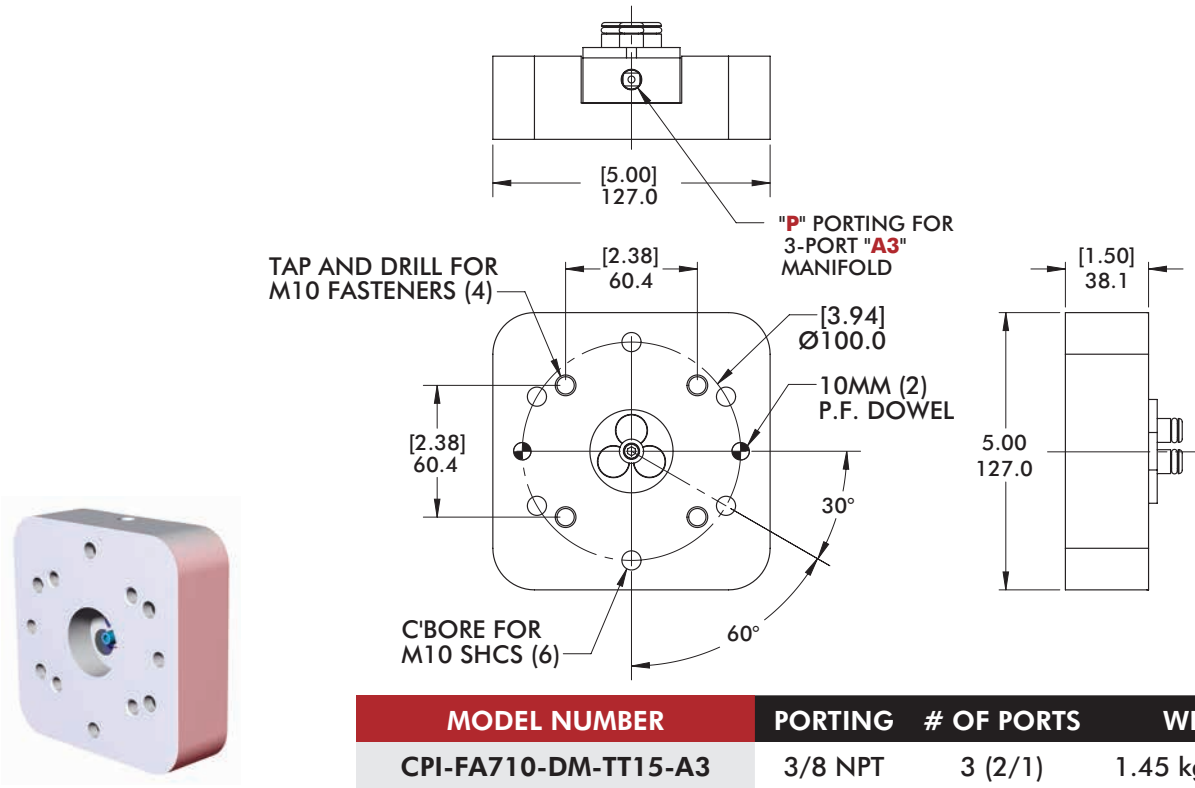 [5.00]
127.0
"P" PORTING FOR
3-PORT "A3"
MANIFOLD
TAP AND DRILL FOR
M10 FASTENERS (4)
[2.38]
60.4
[3.94]
Ø100.0
10MM (2)
P.F. DOWEL
[2.38]
60.4
30°
60°
C'BORE FOR
M10 SHCS (6)
[1.50]
38.1
5.00
127.0
MODEL NUMBER PORTING # OF PORTS
CPI-FA710-DM-TT15-A3 3/8 NPT 3 (2/1) 1.45